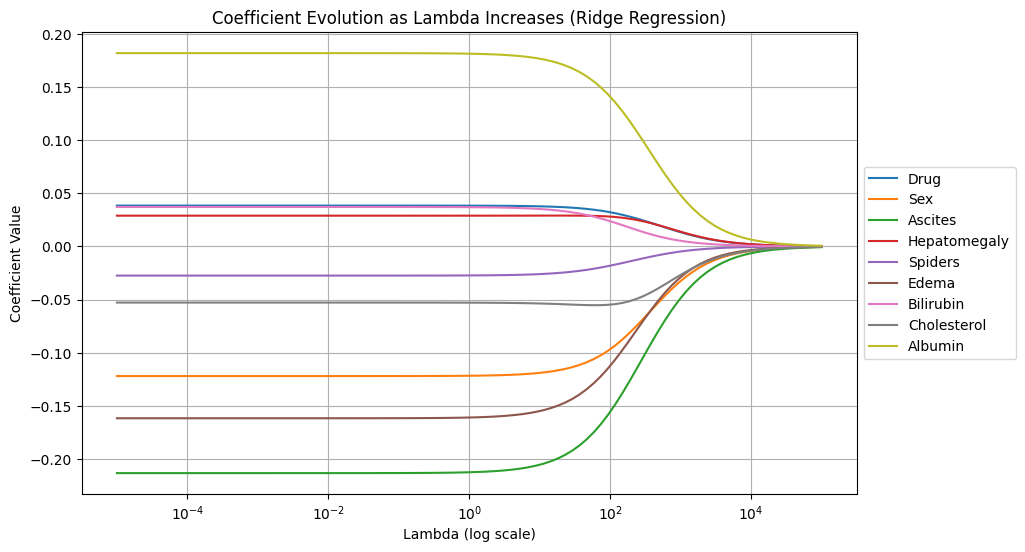 Coefficient Evolution as Lambda Increases (Ridge Regression)
Coefficient Value
0.20
0.15
0.10
0.05
0.00
−0.05
−0.10
−0.15
−0.20
10⁻⁴
10⁻²
10⁰
10²
10⁴
Lambda (log scale)
Drug
Sex
Ascites
Hepatomegaly
Spiders
Edema
Bilirubin
Cholesterol
Albumin